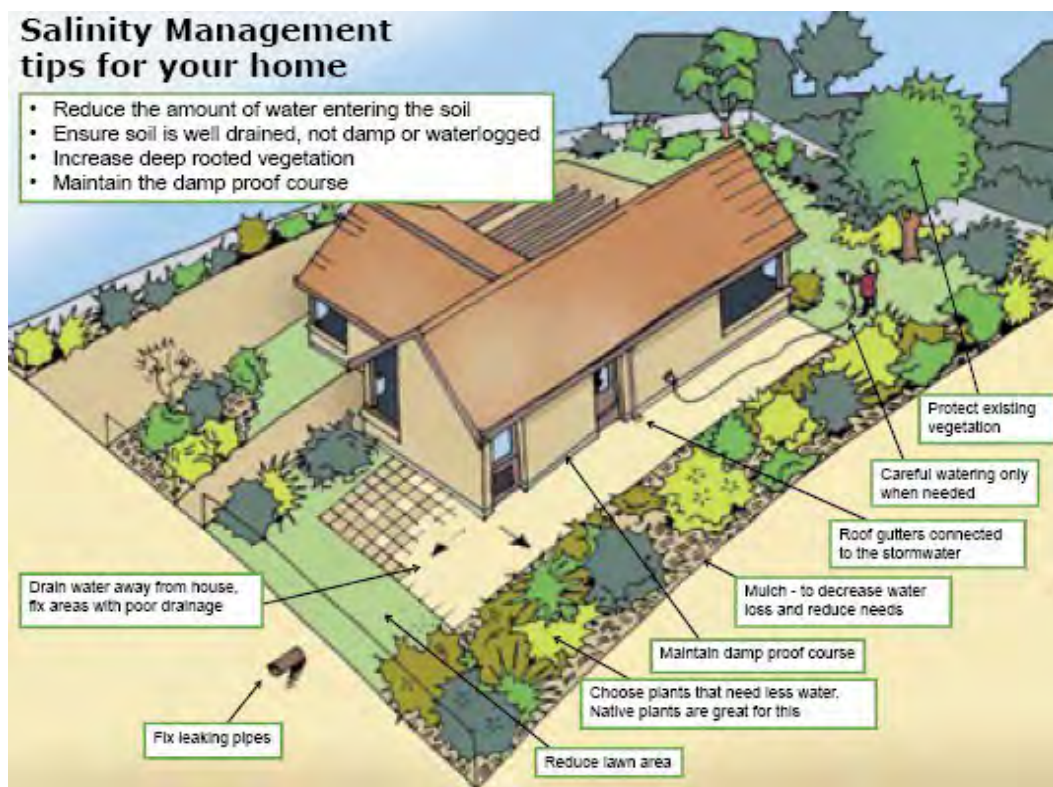 Salinity Management
tips for your home
• Reduce the amount of water entering the soil
• Ensure soil is well drained, not damp or waterlogged
• Increase deep rooted vegetation
• Maintain the damp proof course
Protect existing
vegetation
Careful watering only
when needed
Roof gutters connected
to the stormwater
Drain water away from house,
fix areas with poor drainage
Mulch - to decrease water
loss and reduce needs
Maintain damp proof course
Choose plants that need less water.
Native plants are great for this
Fix leaking pipes
Reduce lawn area